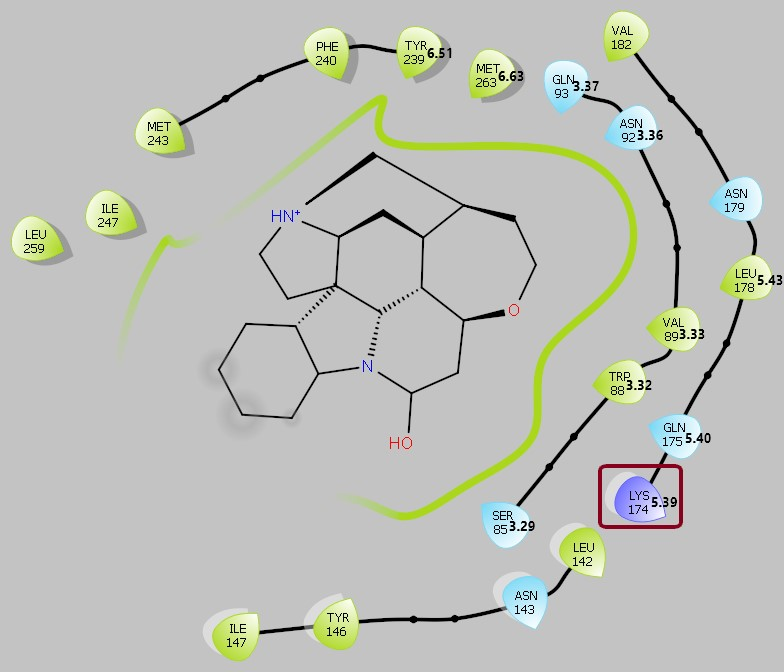 VAL
182
PHE
240
TYR
239 6.51
MET
263 6.63
GLN
93 3.37
ASN
92 3.36
MET
243
ASN
179
ILE
247
HN+
LEU
259
LEU
178 5.43
O
VAL
89 3.33
N
TRP
88 3.32
GLN
175 5.40
HO
LYS
174 5.39
SER
85 3.29
LEU
142
ASN
143
TYR
146
ILE
147